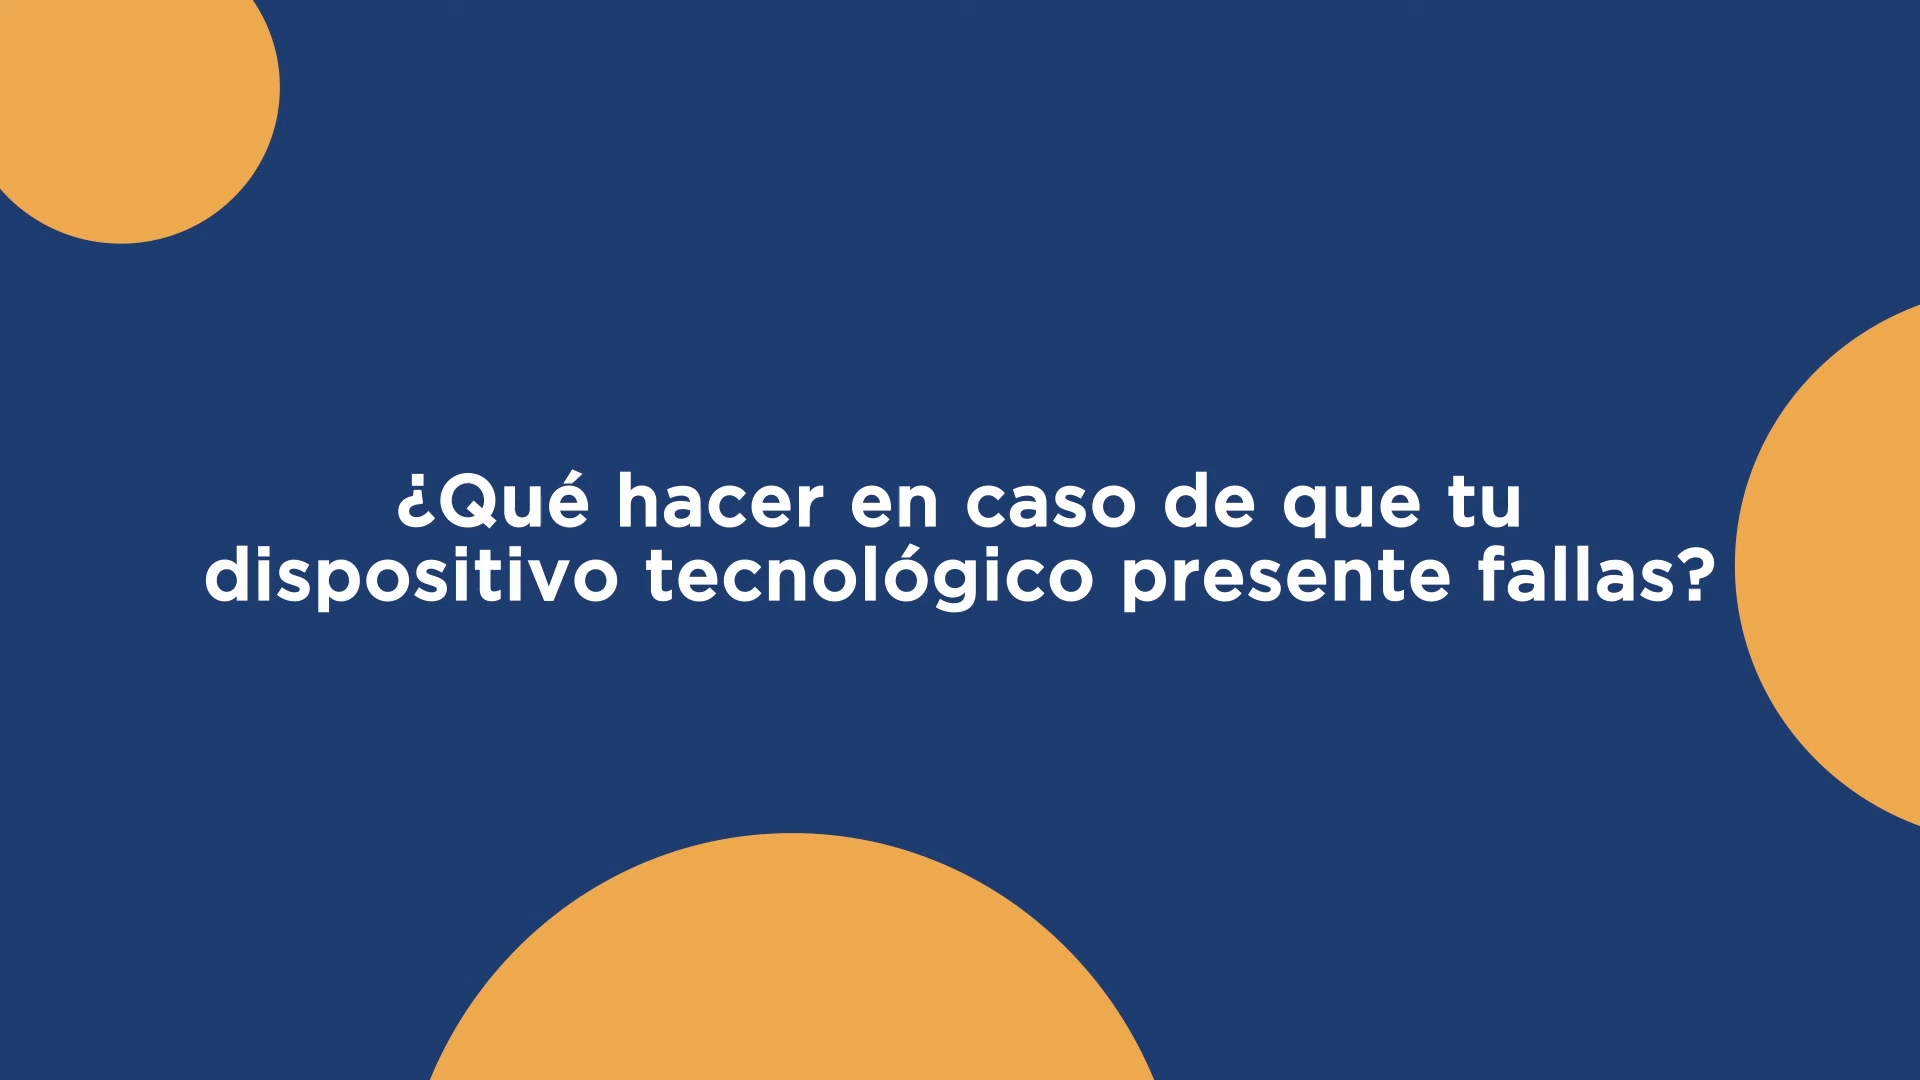 ¿Qué hacer en caso de que tu
dispositivo tecnológico presente fallas?